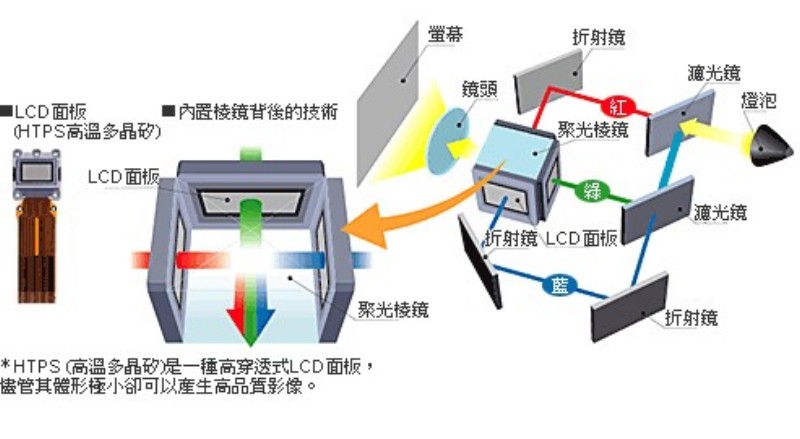 ■LCD面板
(HTPS高溫多晶矽)
■內置棱鏡背後的技術
LCD面板
聚光棱鏡
螢幕
鏡頭
折射鏡
濾光鏡
燈泡
紅
聚光棱鏡
綠
濾光鏡
折射鏡
LCD面板
藍
折射鏡
*HTPS (高溫多晶矽)是一種高穿透式LCD面板，
儘管其體形極小卻可以產生高品質影像。